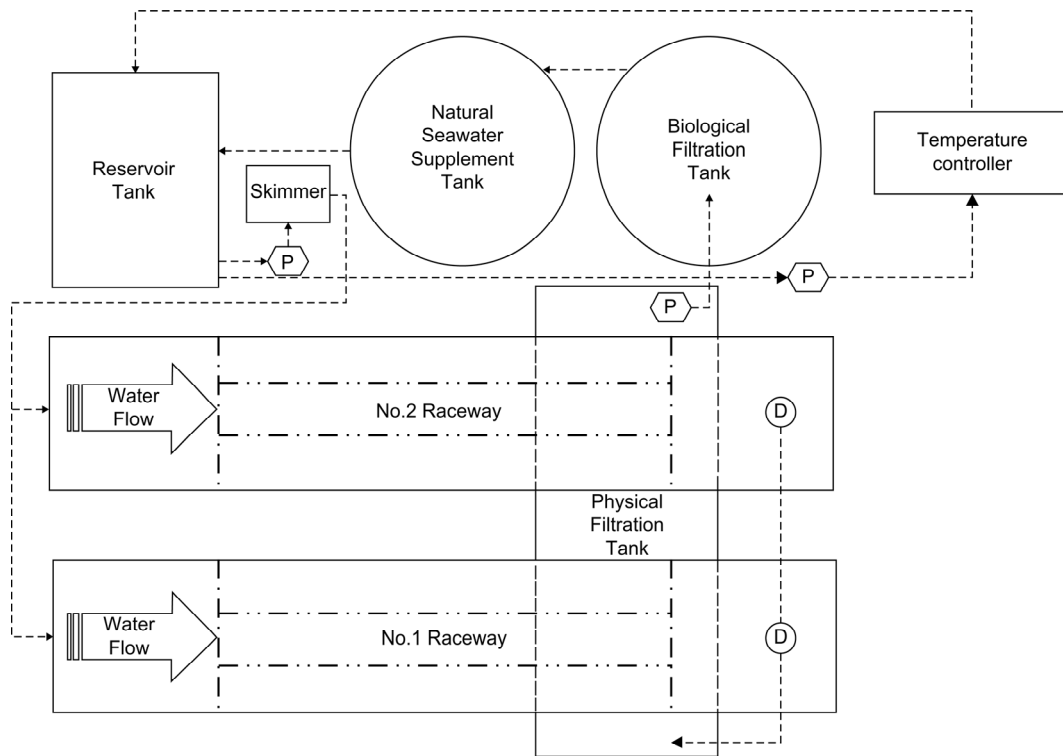 Reservoir
Tank
Skimmer
P
Natural
Seawater
Supplement
Tank
Biological
Filtration
Tank
Temperature
controller
P
P
Water
Flow
No.2 Raceway
D
Physical
Filtration
Tank
Water
Flow
No.1 Raceway
D